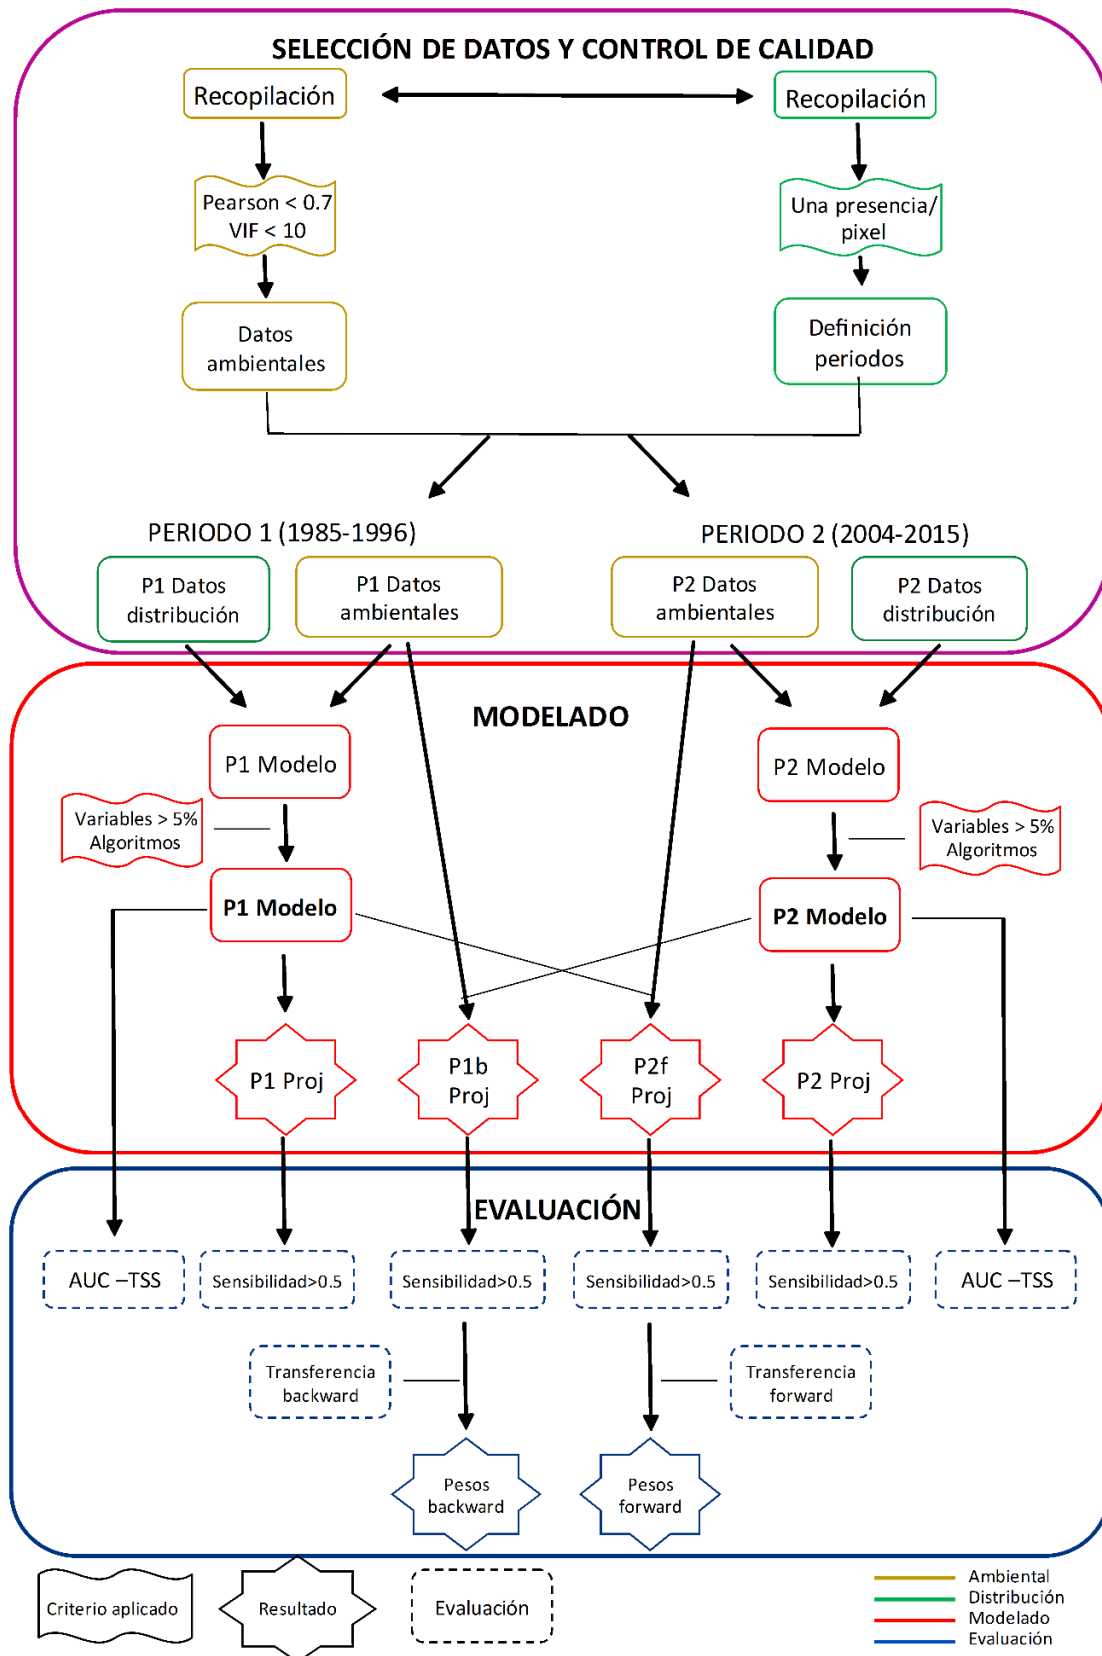 SELECCIÓN DE DATOS Y CONTROL DE CALIDAD
Recopilación
Recopilación
Pearson < 0.7
VIF < 10
Una presencia/
pixel
Datos
ambientales
Definición
periodos
PERIODO 1 (1985-1996)
PERIODO 2 (2004-2015)
P1 Datos
distribución
P1 Datos
ambientales
P2 Datos
ambientales
P2 Datos
distribución
MODELADO
P1 Modelo
P2 Modelo
Variables > 5%
Algoritmos
Variables > 5%
Algoritmos
P1 Modelo
P2 Modelo
P1 Proj
P1b
Proj
P2f
Proj
P2 Proj
EVALUACIÓN
AUC –TSS
Sensibilidad>0.5
Sensibilidad>0.5
Sensibilidad>0.5
Sensibilidad>0.5
AUC –TSS
Transferencia
backward
Transferencia
forward
Pesos
backward
Pesos
forward
Criterio aplicado
Resultado
Evaluación
Ambiental
Distribución
Modelado
Evaluación